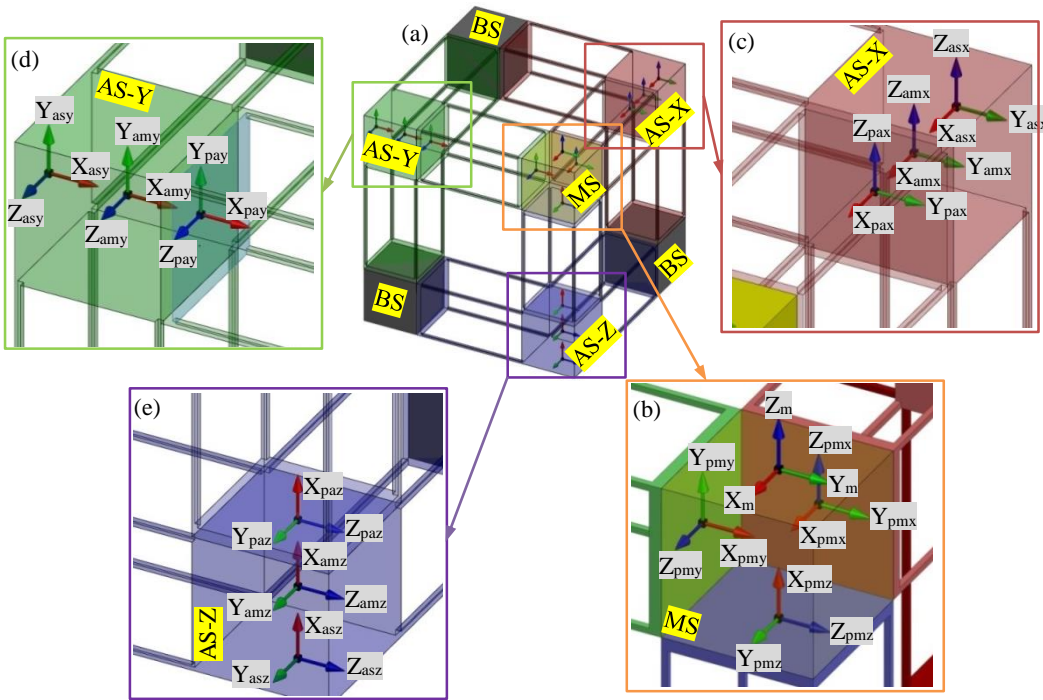 (a)
BS
AS-X
AS-Y
MS
BS
BS
AS-Z
(d)
AS-Y
Yasy
Yamy
Ypay
Xasy
Xamy
Xpay
Zasy
Zamy
Zpay
(c)
AS-X
Zasx
Zamx
Zpax
Yasx
Xasx
Yamx
Xamx
Ypax
Xpax
(e)
Xpaz
Ypaz
Zpaz
Xamz
Yamz
Zamz
AS-Z
Xasz
Yasz
Zasz
(b)
Zm
Zpmx
Ypmy
Xm
Ym
Ypmx
Xpmx
Xpmy
Zpmy
Xpmz
MS
Zpmz
Ypmz